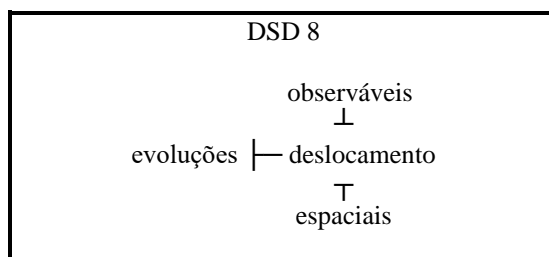 DSD 8
observáveis
⊥
evoluções ├─ deslocamento
┬
espaciais